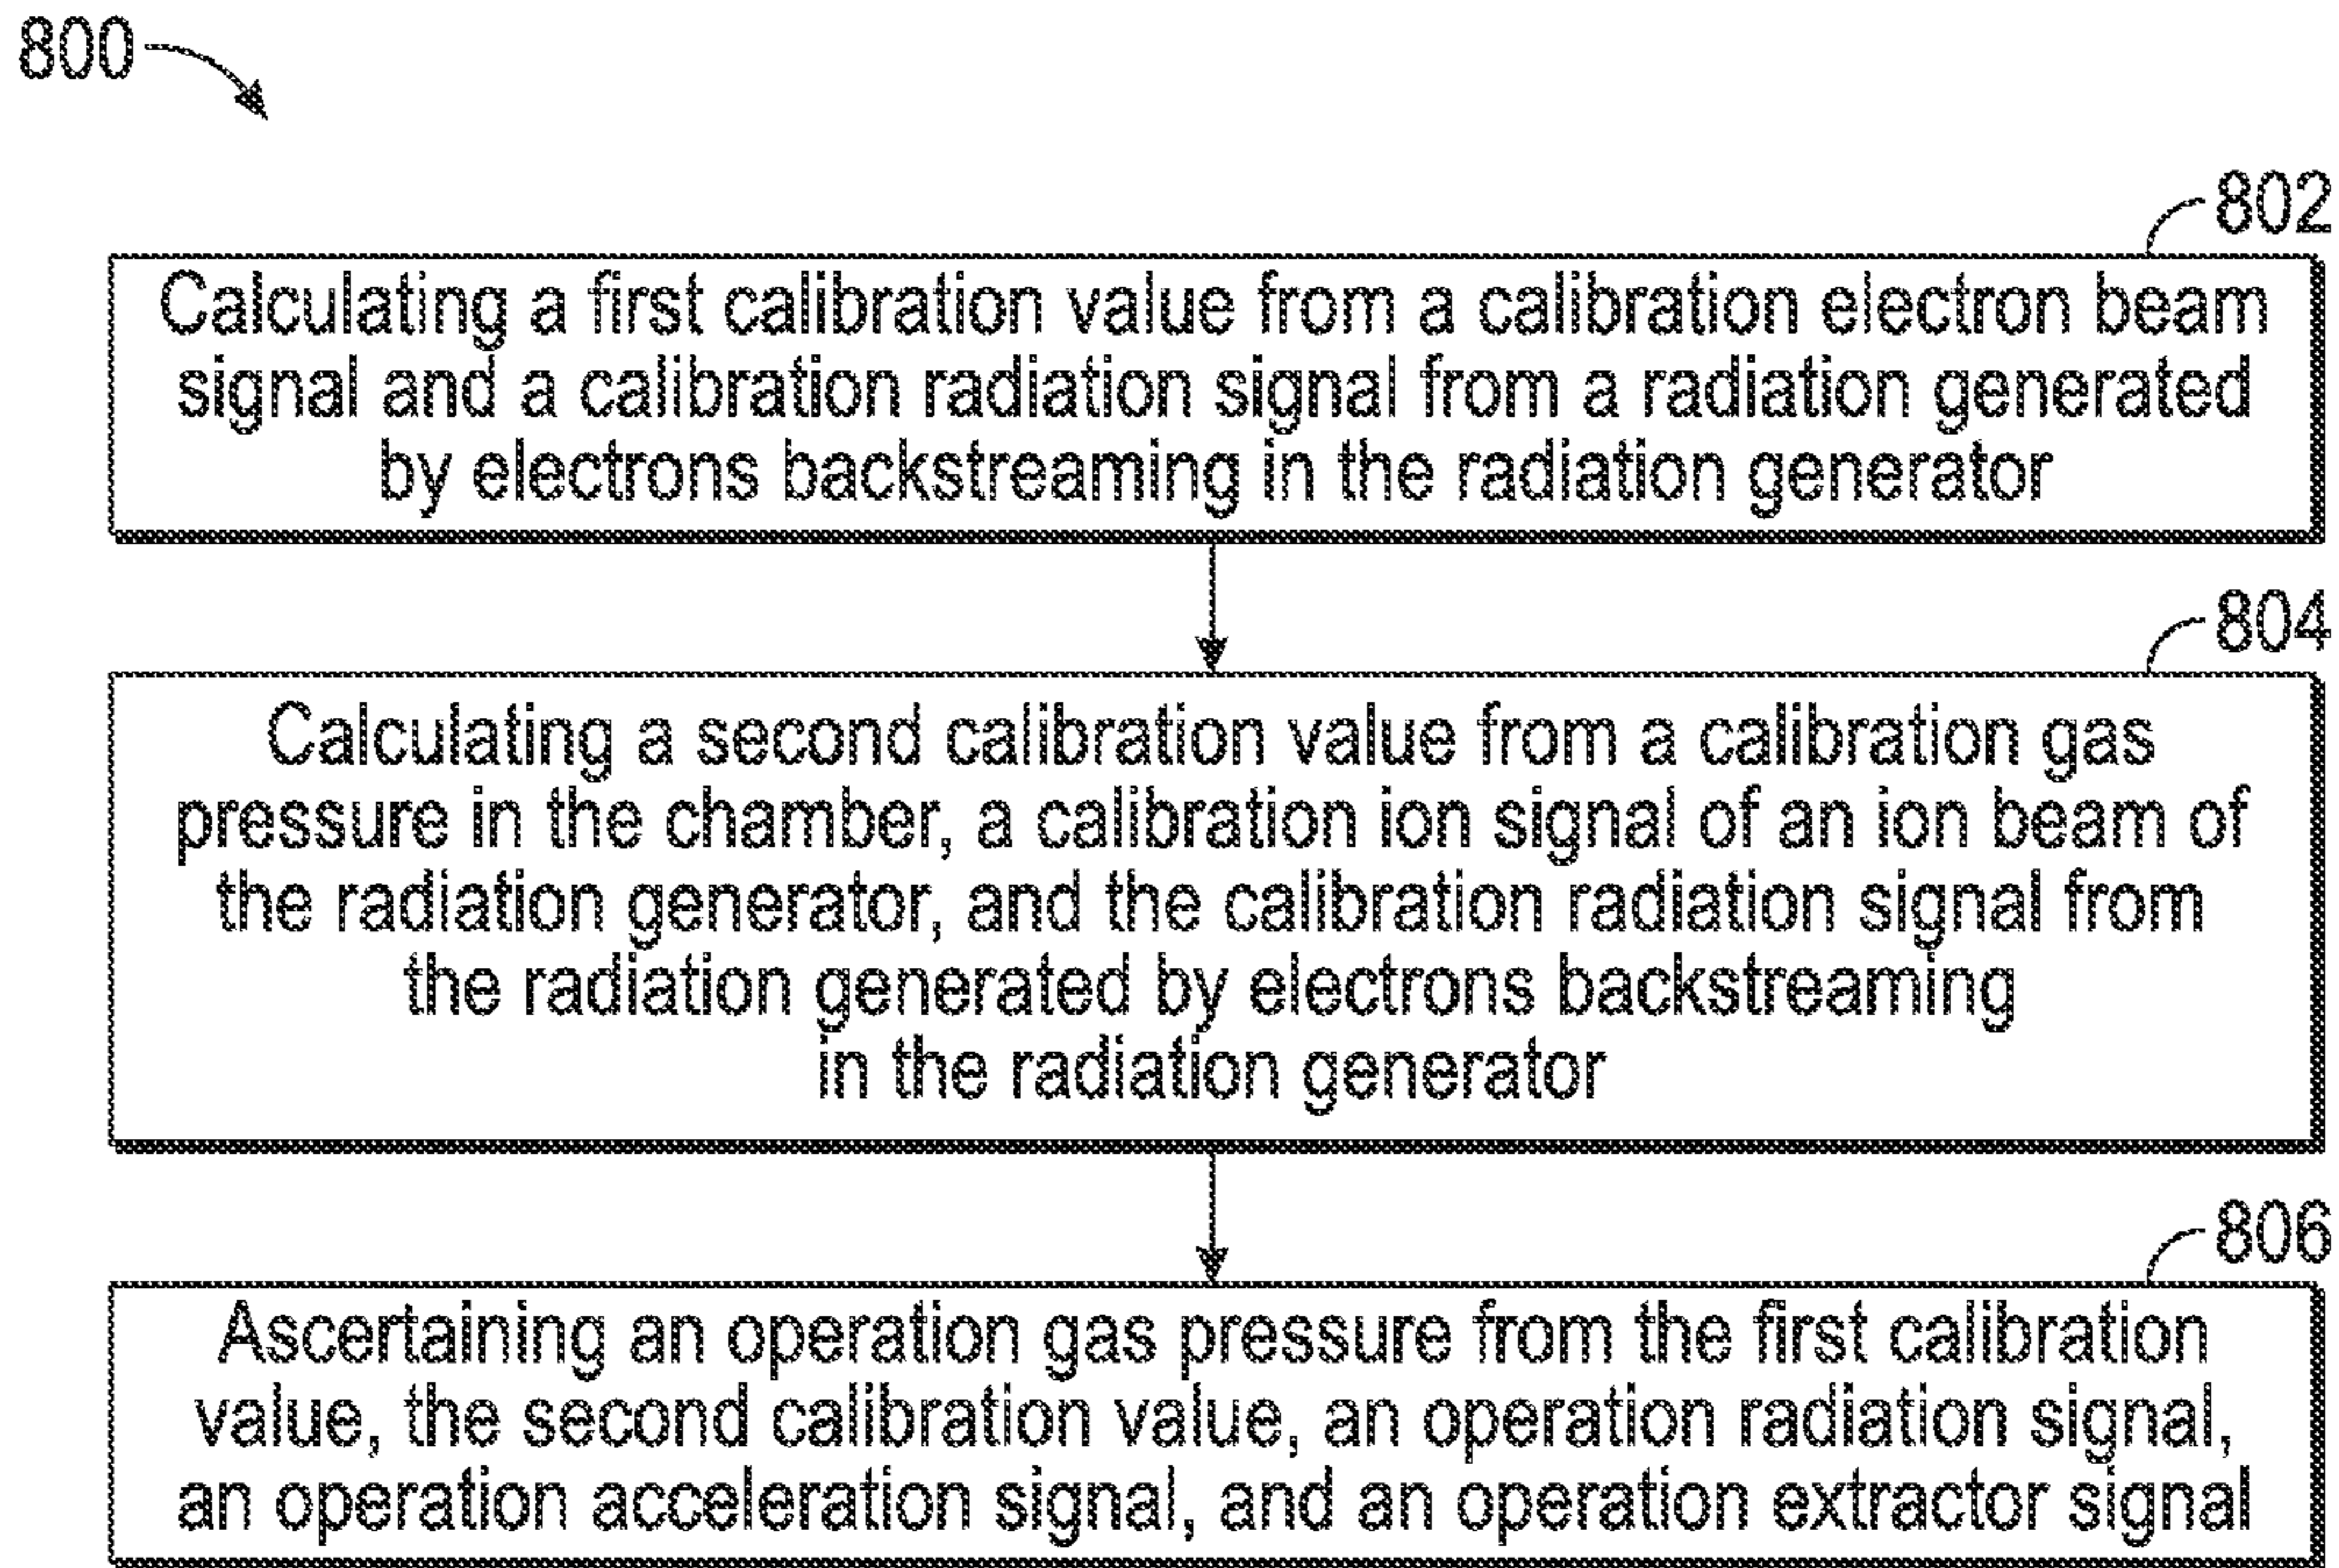 800
802
Calculating a first calibration value from a calibration electron beam
signal and a calibration radiation signal from a radiation generated
by electrons backstreaming in the radiation generator
804
Calculating a second calibration value from a calibration gas
pressure in the chamber, a calibration ion signal of an ion beam of
the radiation generator, and the calibration radiation signal from
the radiation generated by electrons backstreaming
in the radiation generator
806
Ascertaining an operation gas pressure from the first calibration
value, the second calibration value, an operation radiation signal,
an operation acceleration signal, and an operation extractor signal